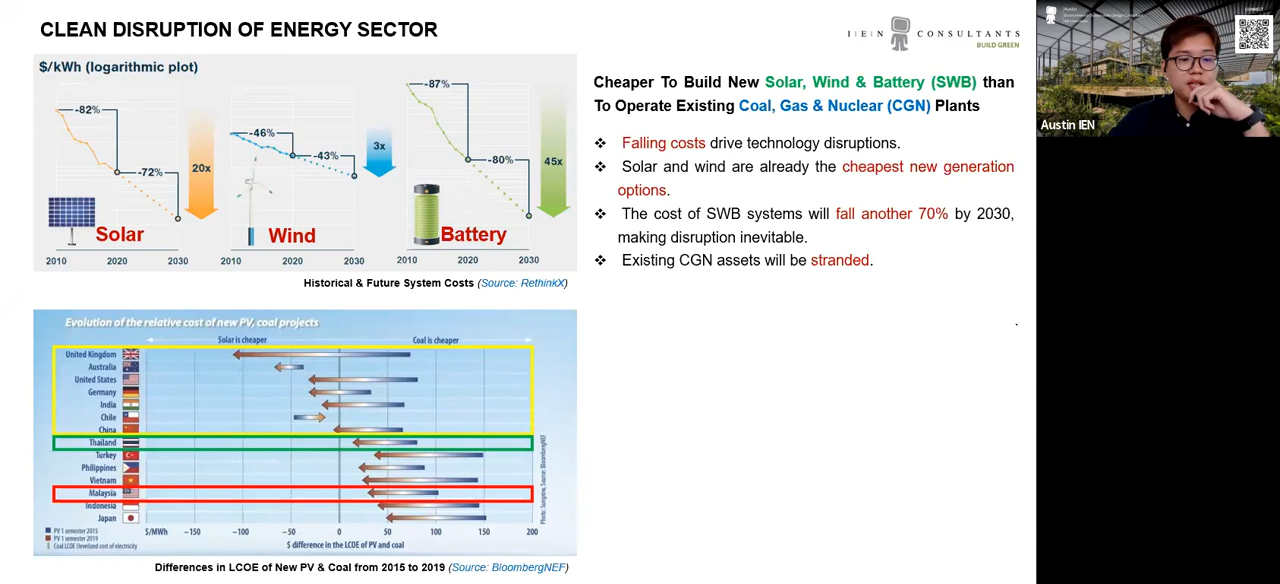 CLEAN DISRUPTION OF ENERGY SECTOR
I|E|N CONSULTANTS
BUILD GREEN
$/kWh (logarithmic plot)
-82%
-72%
20x
Solar
2010 2020 2030
-46%
-43%
3x
Wind
2010 2020 2030
-87%
-80%
45x
Battery
2010 2020 2030
Historical & Future System Costs (Source: RethinkX)
Cheaper To Build New Solar, Wind & Battery (SWB) than
To Operate Existing Coal, Gas & Nuclear (CGN) Plants
❖ Falling costs drive technology disruptions.
❖ Solar and wind are already the cheapest new generation
options.
❖ The cost of SWB systems will fall another 70% by 2030,
making disruption inevitable.
❖ Existing CGN assets will be stranded.
.
Evolution of the relative cost of new PV, coal projects
Solar is cheaper
Coal is cheaper
United Kingdom
Australia
United States
Germany
India
Chile
China
Thailand
Turkey
Philippines
Vietnam
Malaysia
Indonesia
Japan
PV 1 semester 2015
PV 1 semester 2019
Coal LCOE (levelized cost of electricity)
$/MWh −150 −100 −50 0 50 100 150 200
$ difference in the LCOE of PV and coal
Photo: Sungrow, Source: BloombergNEF
Differences in LCOE of New PV & Coal from 2015 to 2019 (Source: BloombergNEF)
Austin
CONNECT
Austin IEN